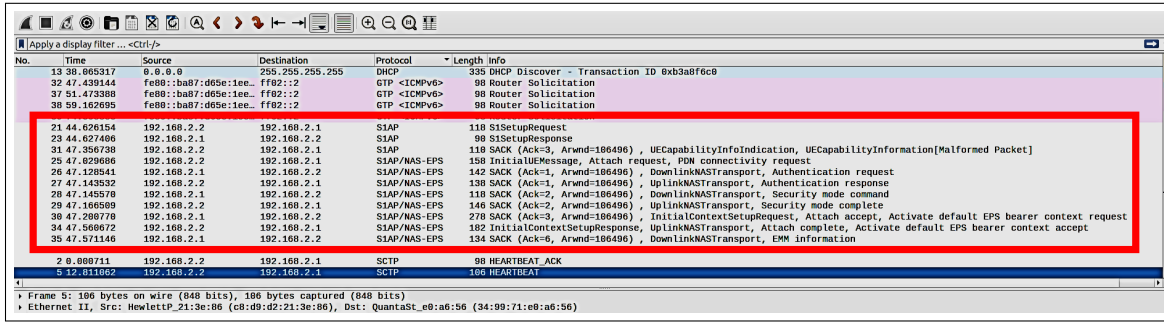 Apply a display filter ... <Ctrl-/>
No. Time Source Destination Protocol Length Info
13 38.065317 0.0.0.0 255.255.255.255 DHCP 335 DHCP Discover - Transaction ID 0xb3a8f6c0
32 47.439144 fe80::ba87:d65e:1ee… ff02::2 GTP <ICMPv6> 98 Router Solicitation
37 51.473388 fe80::ba87:d65e:1ee… ff02::2 GTP <ICMPv6> 98 Router Solicitation
38 59.162695 fe80::ba87:d65e:1ee… ff02::2 GTP <ICMPv6> 98 Router Solicitation
21 44.626154 192.168.2.2 192.168.2.1 S1AP 118 S1SetupRequest
23 44.627406 192.168.2.1 192.168.2.2 S1AP 90 S1SetupResponse
31 47.356738 192.168.2.2 192.168.2.1 S1AP 110 SACK (Ack=3, Arwnd=106496) , UECapabilityInfoIndication, UECapabilityInformation[Malformed Packet]
25 47.029686 192.168.2.2 192.168.2.1 S1AP/NAS-EPS 158 InitialUEMessage, Attach request, PDN connectivity request
26 47.128541 192.168.2.1 192.168.2.2 S1AP/NAS-EPS 142 SACK (Ack=1, Arwnd=106496) , DownlinkNASTransport, Authentication request
27 47.143532 192.168.2.2 192.168.2.1 S1AP/NAS-EPS 138 SACK (Ack=1, Arwnd=106496) , UplinkNASTransport, Authentication response
28 47.145570 192.168.2.1 192.168.2.2 S1AP/NAS-EPS 118 SACK (Ack=2, Arwnd=106496) , DownlinkNASTransport, Security mode command
29 47.166509 192.168.2.2 192.168.2.1 S1AP/NAS-EPS 146 SACK (Ack=2, Arwnd=106496) , UplinkNASTransport, Security mode complete
30 47.200770 192.168.2.1 192.168.2.2 S1AP/NAS-EPS 278 SACK (Ack=3, Arwnd=106496) , InitialContextSetupRequest, Attach accept, Activate default EPS bearer context request
34 47.560672 192.168.2.2 192.168.2.1 S1AP/NAS-EPS 182 InitialContextSetupResponse, UplinkNASTransport, Attach complete, Activate default EPS bearer context accept
35 47.571146 192.168.2.1 192.168.2.2 S1AP/NAS-EPS 134 SACK (Ack=6, Arwnd=106496) , DownlinkNASTransport, EMM information
2 0.000711 192.168.2.2 192.168.2.1 SCTP 98 HEARTBEAT_ACK
5 12.811062 192.168.2.2 192.168.2.1 SCTP 106 HEARTBEAT
Frame 5: 106 bytes on wire (848 bits), 106 bytes captured (848 bits)
Ethernet II, Src: HewlettP_21:3e:86 (c8:d9:d2:21:3e:86), Dst: QuantaSt_e0:a6:56 (34:99:71:e0:a6:56)